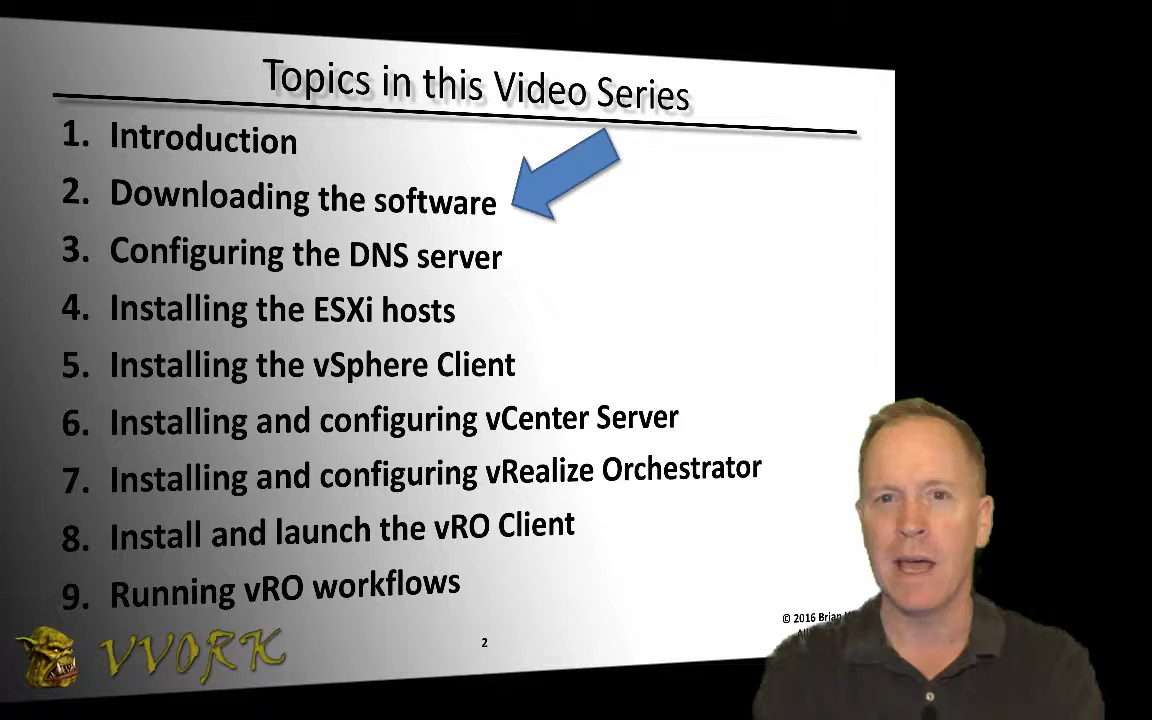 Topics in this Video Series
1. Introduction
2. Downloading the software
3. Configuring the DNS server
4. Installing the ESXi hosts
5. Installing the vSphere Client
6. Installing and configuring vCenter Server
7. Installing and configuring vRealize Orchestrator
8. Install and launch the vRO Client
9. Running vRO workflows
VVORK
2
© 2016 Brian